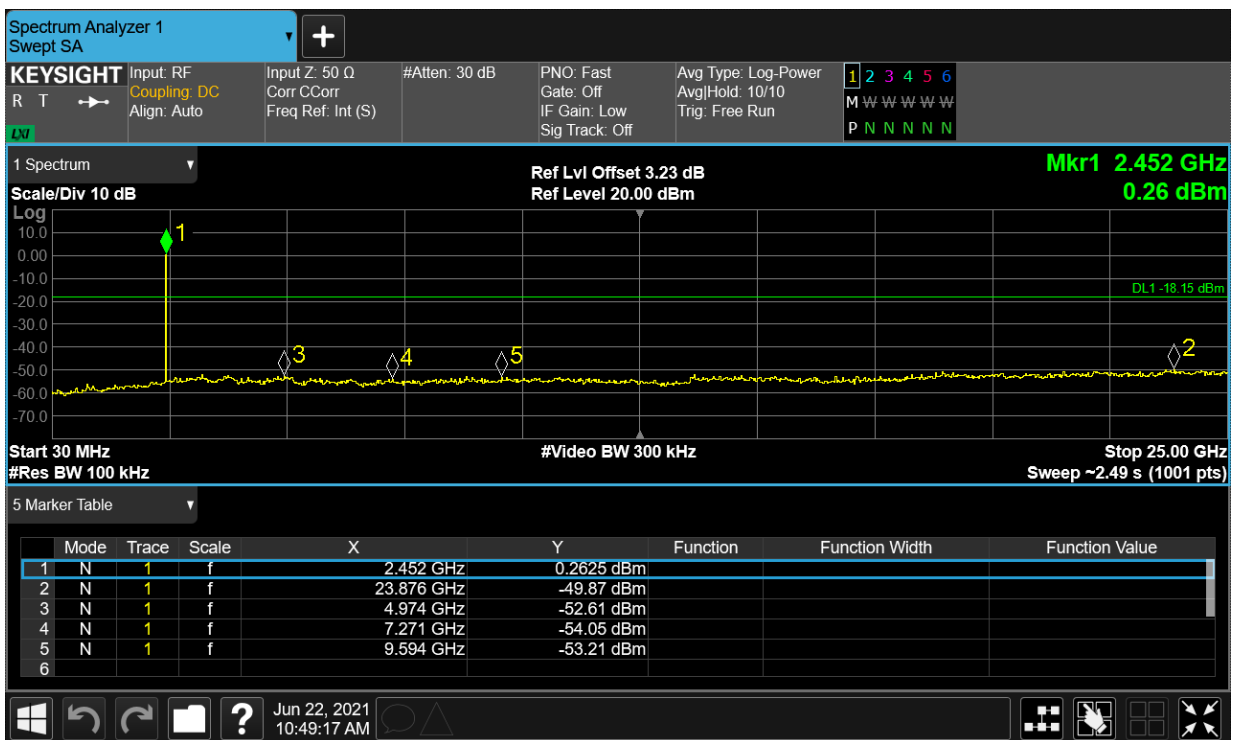 Spectrum Analyzer 1
Swept SA
+
KEYSIGHT
R T
LXI
Input: RF
Coupling: DC
Align: Auto
Input Z: 50 Ω
Corr CCorr
Freq Ref: Int (S)
#Atten: 30 dB
PNO: Fast
Gate: Off
IF Gain: Low
Sig Track: Off
Avg Type: Log-Power
Avg|Hold: 10/10
Trig: Free Run
1 2 3 4 5 6
M W W W W W
P N N N N N
1 Spectrum
Scale/Div 10 dB
Ref Lvl Offset 3.23 dB
Ref Level 20.00 dBm
Mkr1 2.452 GHz
0.26 dBm
Log
10.0
0.00
-10.0
-20.0
-30.0
-40.0
-50.0
-60.0
-70.0
1
3
4
5
2
DL1 -18.15 dBm
Start 30 MHz
#Video BW 300 kHz
Stop 25.00 GHz
#Res BW 100 kHz
Sweep ~2.49 s (1001 pts)
5 Marker Table
Mode Trace Scale X Y Function Function Width Function Value
1 N 1 f 2.452 GHz 0.2625 dBm
2 N 1 f 23.876 GHz -49.87 dBm
3 N 1 f 4.974 GHz -52.61 dBm
4 N 1 f 7.271 GHz -54.05 dBm
5 N 1 f 9.594 GHz -53.21 dBm
6
?
Jun 22, 2021
10:49:17 AM